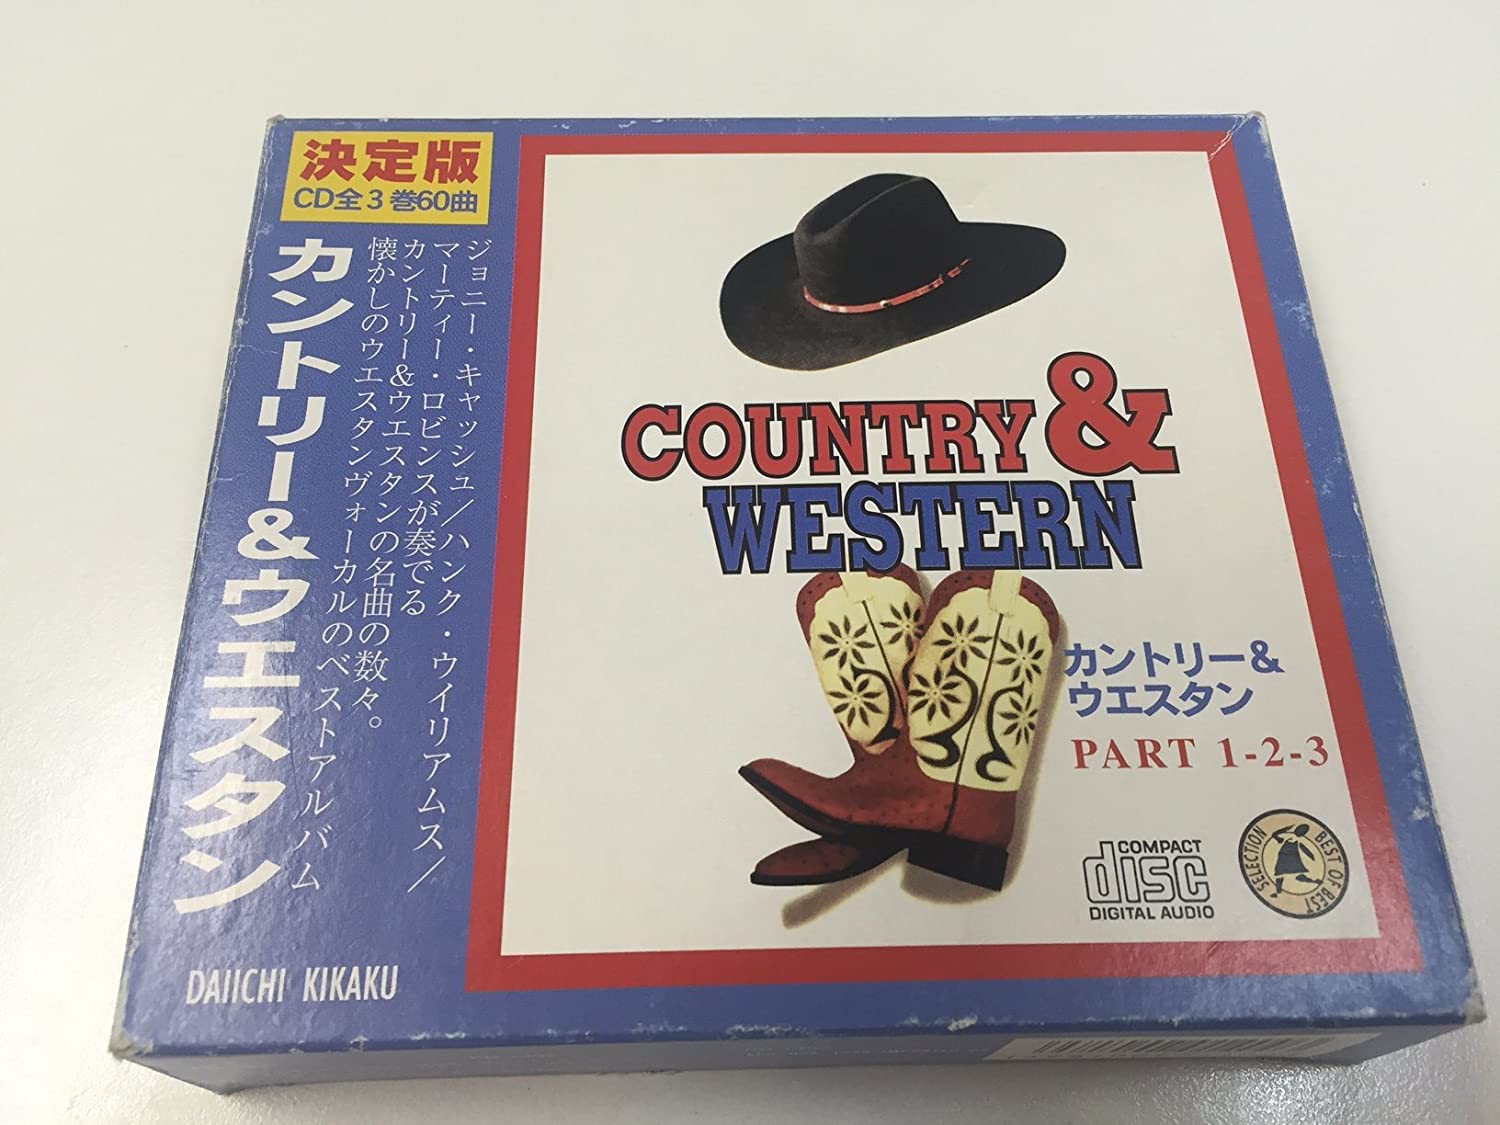 決定版
CD全3巻60曲
カントリー&ウエスタン
ジョニー・キャッシュ/ハンク・ウイリアムス/
マーティー・ロビンスが奏でる
カントリー&ウエスタンの名曲の数々。
懐かしのウエスタンヴォーカルのベストアルバム
DAIICHI KIKAKU
COUNTRY &
WESTERN
カントリー&
ウエスタン
PART 1-2-3
COMPACT
disc
DIGITAL AUDIO
BEST OF BEST
SELECTION